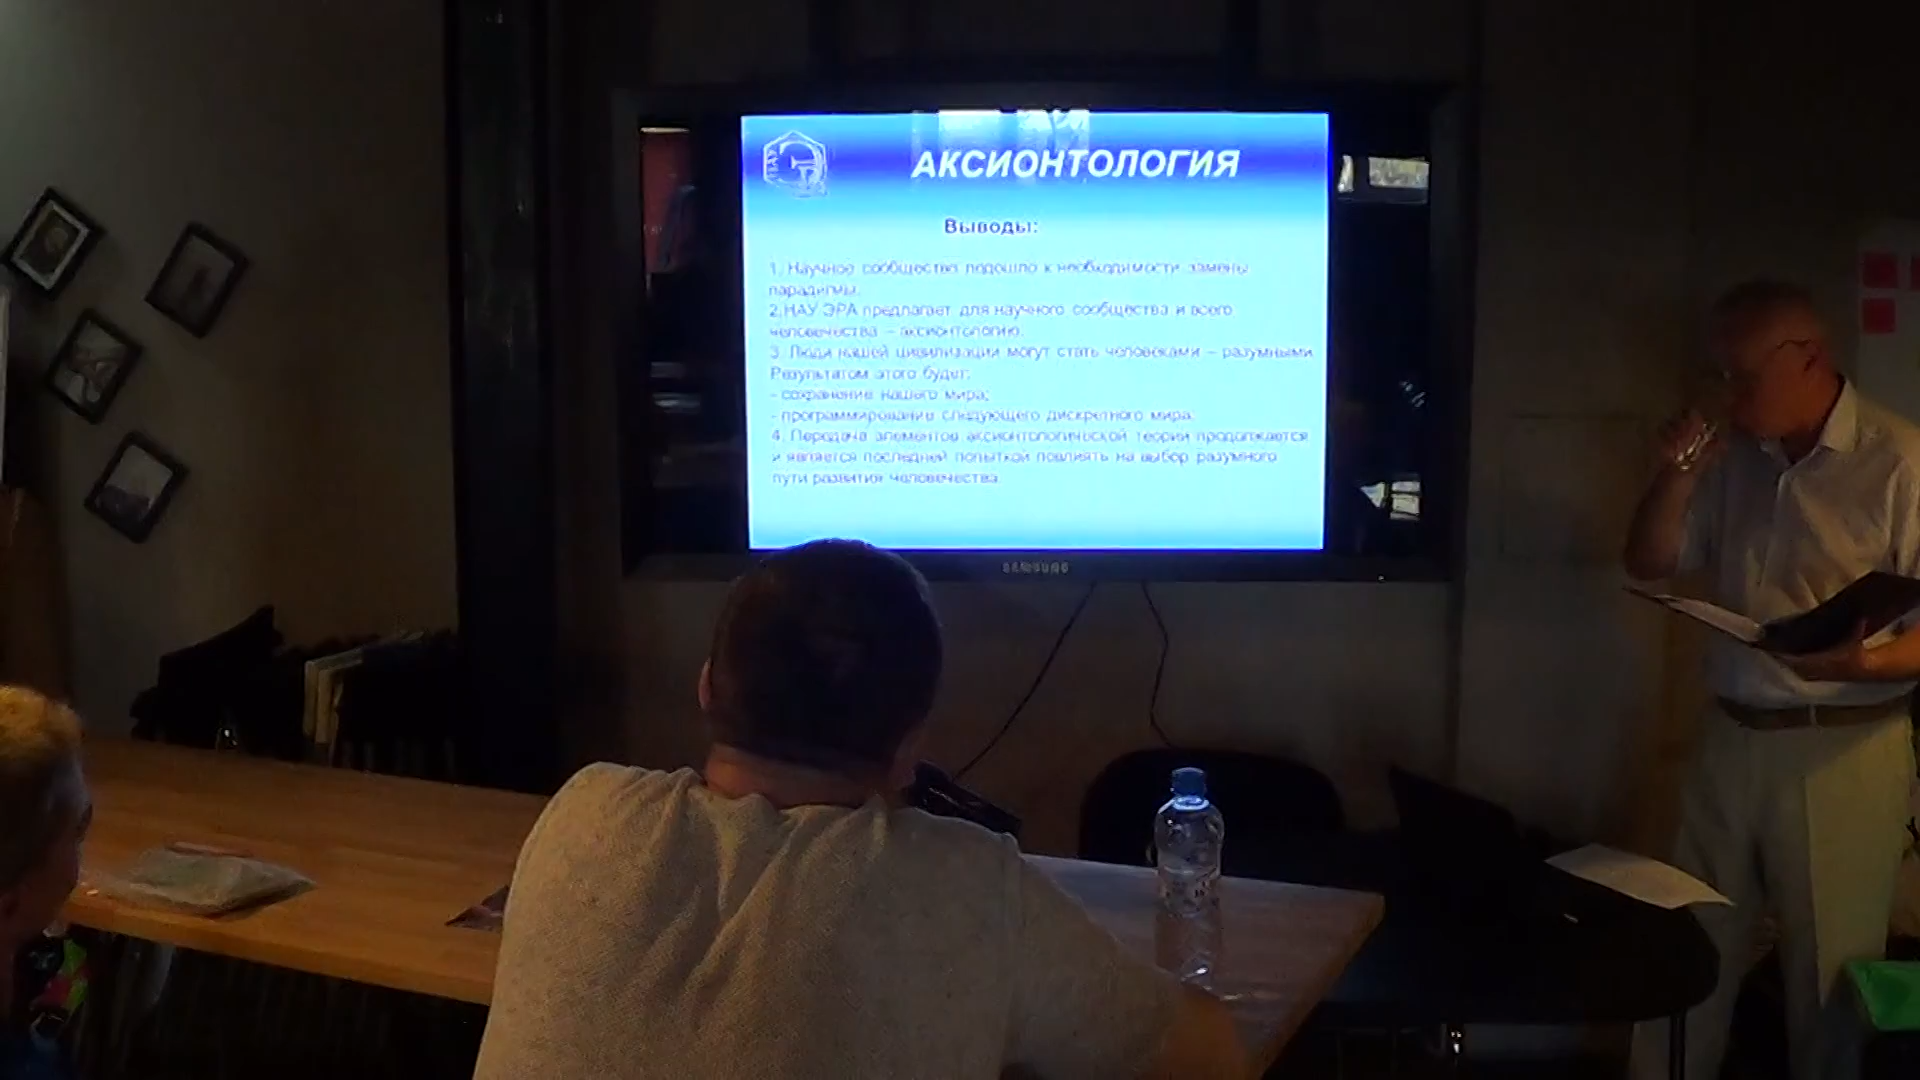 АКСИОНТОЛОГИЯ
Выводы:
1. Научное сообщество подошло к необходимости замены
парадигмы.
2.НАУ ЭРА предлагает для научного сообщества и всего
человечества – аксионтологию.
3. Люди нашей цивилизации могут стать человеками – разумными.
Результатом этого будет:
- сохранение нашего мира;
- программирование следующего дискретного мира.
4. Передача элементов аксионтологической теории продолжается
и является последней попыткой повлиять на выбор разумного
пути развития человечества.
SAMSUNG